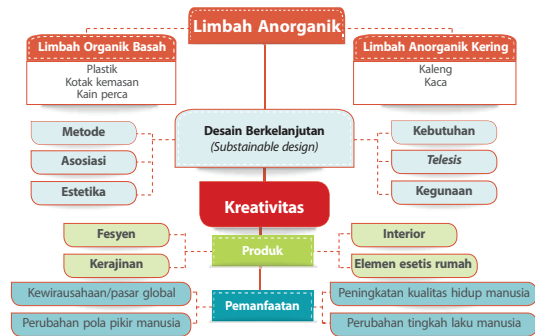 Limbah Anorganik
Limbah Organik Basah
Plastik
Kotak kemasan
Kain perca
Limbah Anorganik Kering
Kaleng
Kaca
Metode
Asosiasi
Estetika
Desain Berkelanjutan
(Substainable design)
Kebutuhan
Telesis
Kegunaan
Kreativitas
Fesyen
Kerajinan
Produk
Interior
Elemen esetis rumah
Kewirausahaan/pasar global
Perubahan pola pikir manusia
Pemanfaatan
Peningkatan kualitas hidup manusia
Perubahan tingkah laku manusia